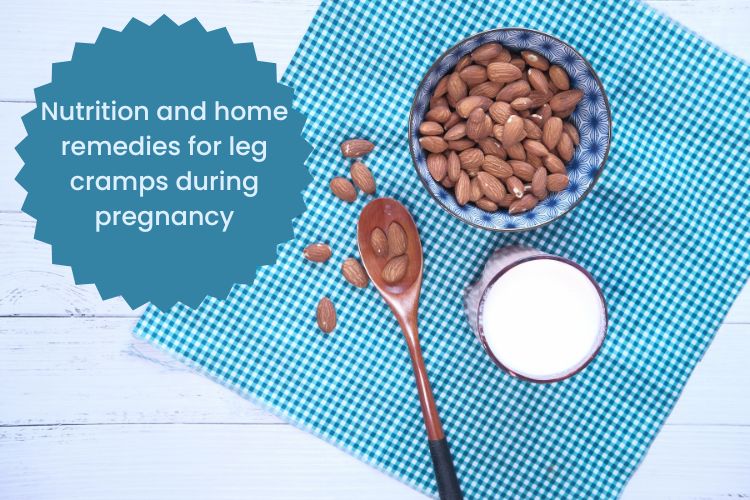 Nutrition and home
remedies for leg
cramps during
pregnancy